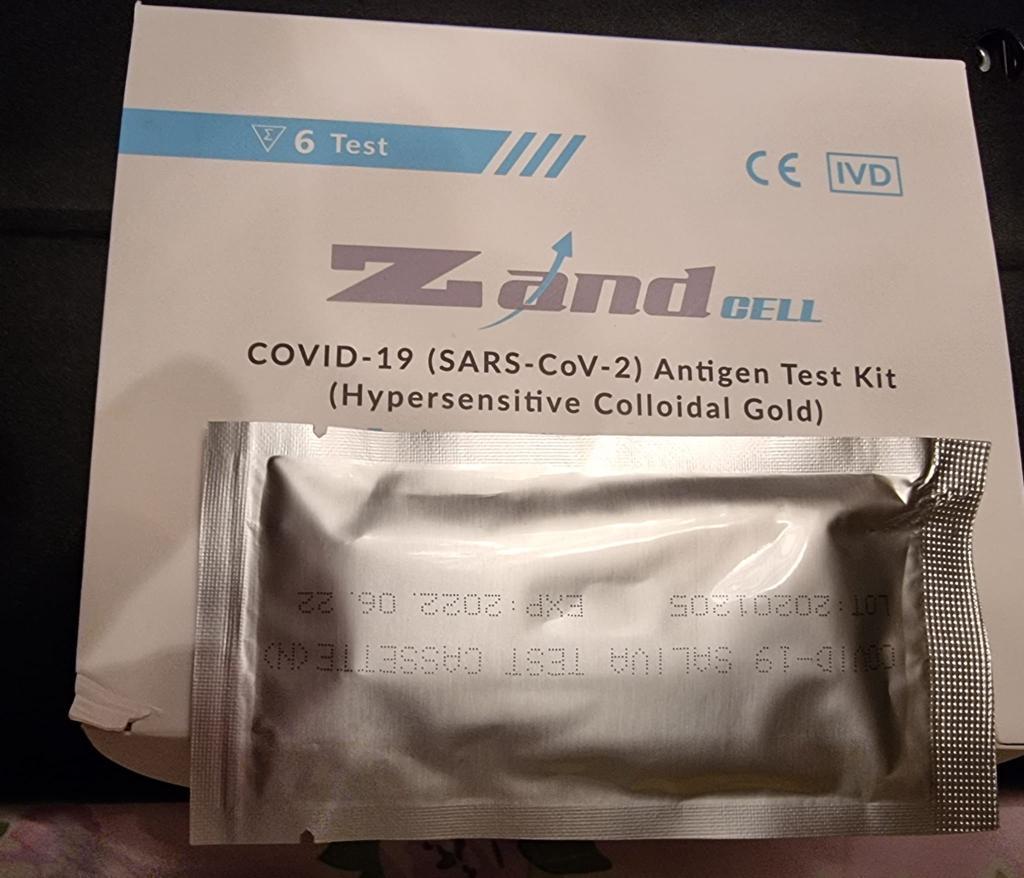 Σ 6 Test
CE IVD
Zand CELL
COVID-19 (SARS-CoV-2) Antigen Test Kit
(Hypersensitive Colloidal Gold)
COVID-19 SALIVA TEST CASSETTE(N)
LOT:20201205 EXP:2022.06.22